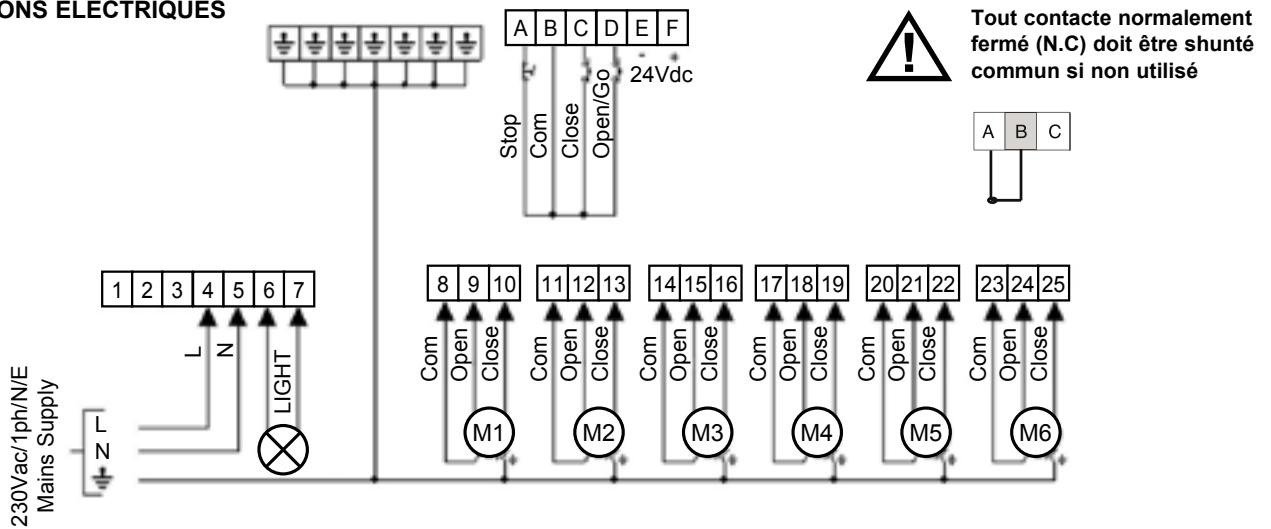 ONS ELECTRIQUES
A B C D E F
- +
24Vdc
Stop
Com
Close
Open/Go
Tout contacte normalement
fermé (N.C) doit être shunté
commun si non utilisé
A B C
1 2 3 4 5 6 7
L
N
LIGHT
230Vac/1ph/N/E
Mains Supply
L
N
8 9 10
Com
Open
Close
M1
11 12 13
Com
Open
Close
M2
14 15 16
Com
Open
Close
M3
17 18 19
Com
Open
Close
M4
20 21 22
Com
Open
Close
M5
23 24 25
Com
Open
Close
M6